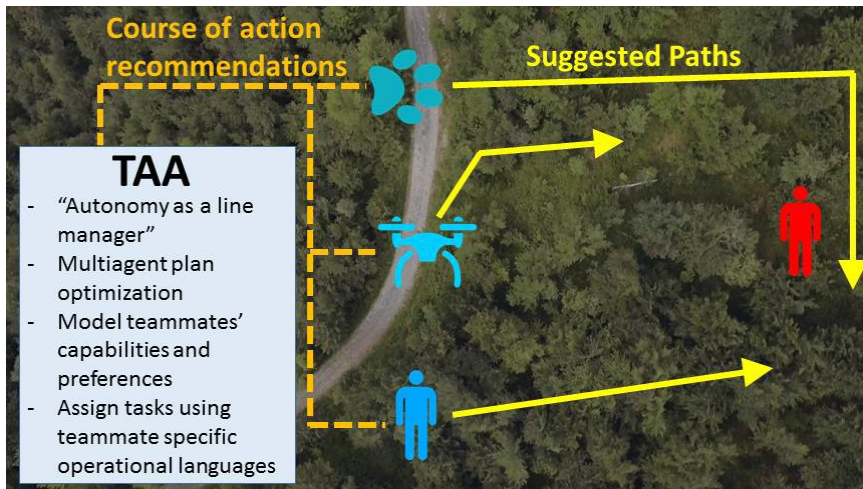 Course of action
recommendations
Suggested Paths
TAA
- “Autonomy as a line
manager”
- Multiagent plan
optimization
- Model teammates’
capabilities and
preferences
- Assign tasks using
teammate specific
operational languages